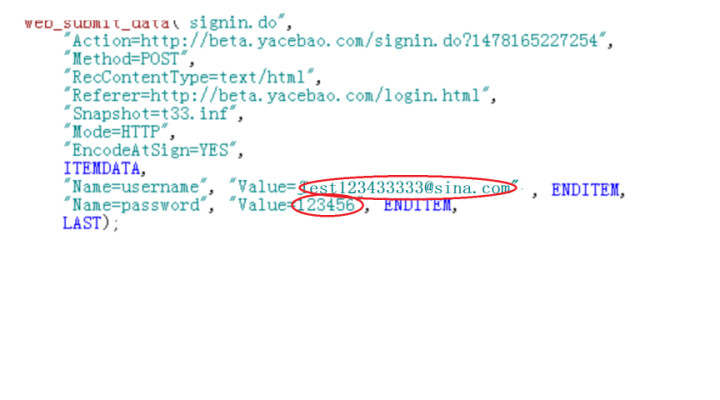 web_submit_data( signin.do",
"Action=http://beta.yacebao.com/signin.do?1478165227254",
"Method=POST",
"RecContentType=text/html",
"Referer=http://beta.yacebao.com/login.html",
"Snapshot=t33.inf",
"Mode=HTTP",
"EncodeAtSign=YES",
ITEMDATA,
"Name=username", "Value=test123433333@sina.com" , ENDITEM,
"Name=password", "Value=123456", ENDITEM,
LAST);